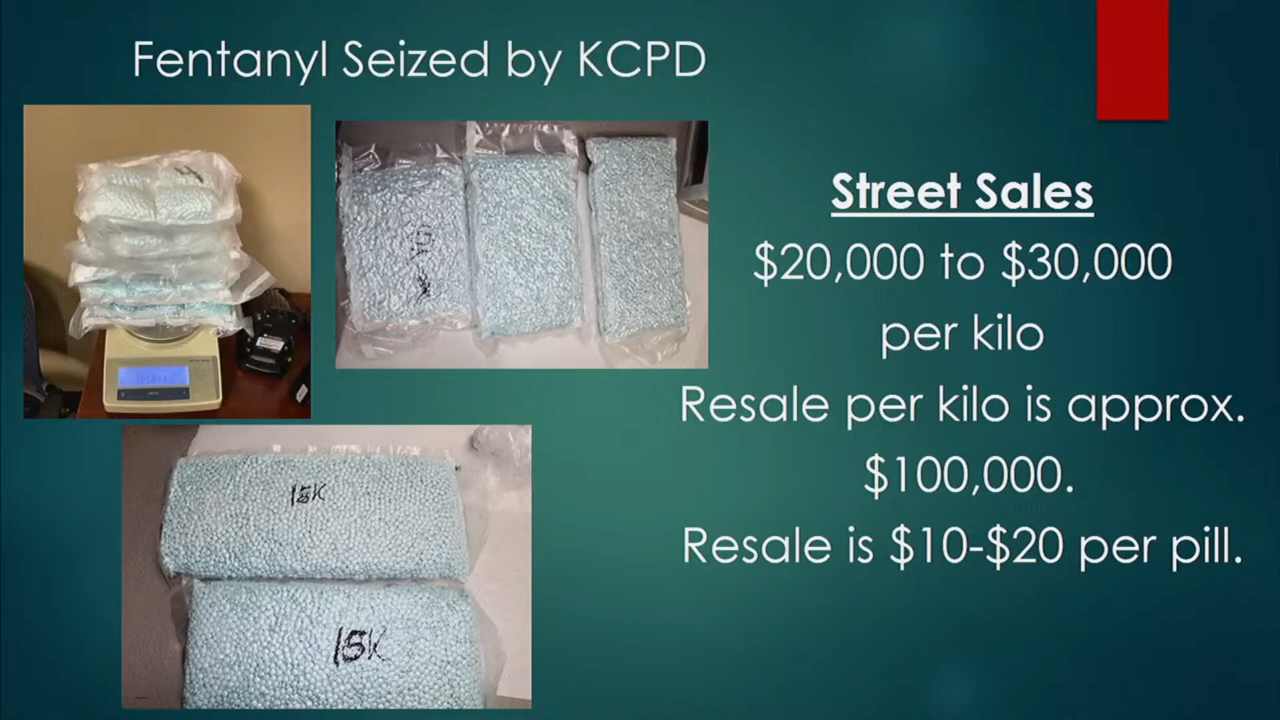 Fentanyl Seized by KCPD
Street Sales
$20,000 to $30,000
per kilo
Resale per kilo is approx.
$100,000.
Resale is $10-$20 per pill.
15K
15K